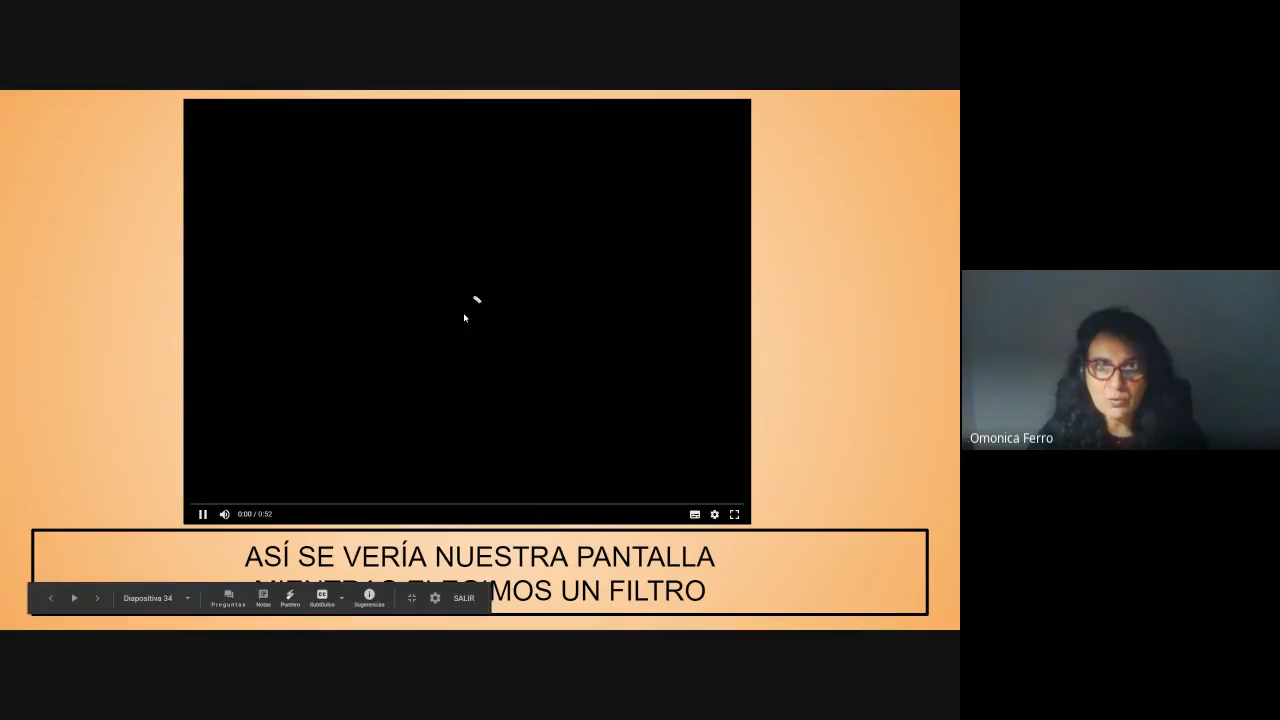 0:00 / 0:52
ASÍ SE VERÍA NUESTRA PANTALLA
MOS UN FILTRO
Diapositiva 34
Preguntas
Notas
Puntero
Subtítulos
Sugerencias
SALIR
Omonica Ferro